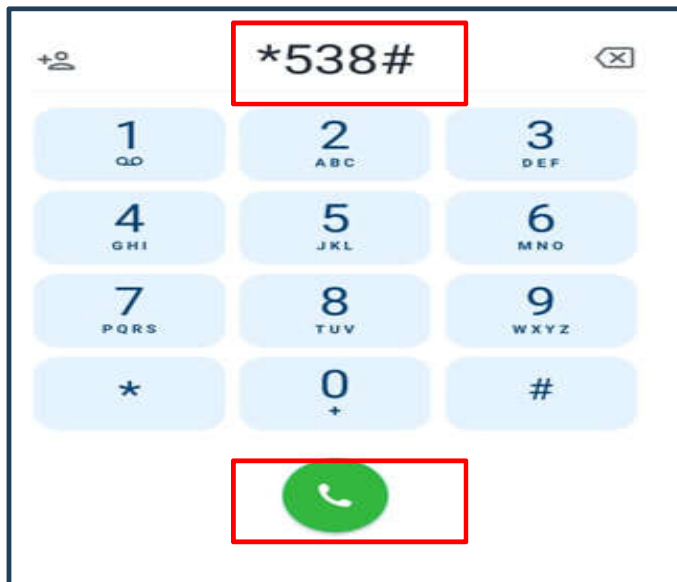 *538#
1 2 3
ABC DEF
4 5 6
GHI JKL MNO
7 8 9
PQRS TUV WXYZ
* 0 #
+